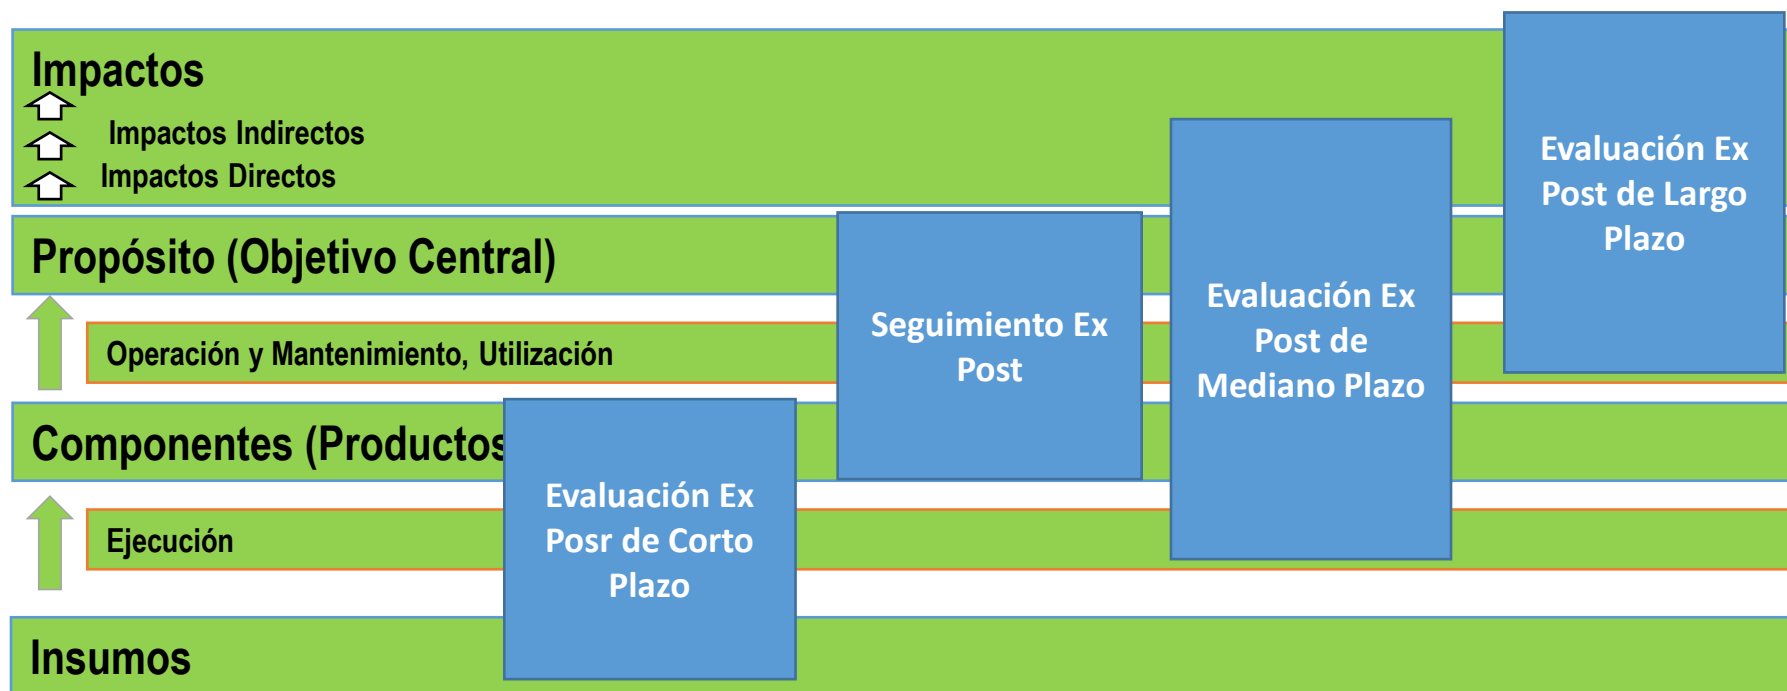 Impactos
Impactos Indirectos
Impactos Directos
Propósito (Objetivo Central)
Operación y Mantenimiento, Utilización
Componentes (Productos
Ejecución
Insumos
Evaluación Ex
Posr de Corto
Plazo
Seguimiento Ex
Post
Evaluación Ex
Post de
Mediano Plazo
Evaluación Ex
Post de Largo
Plazo